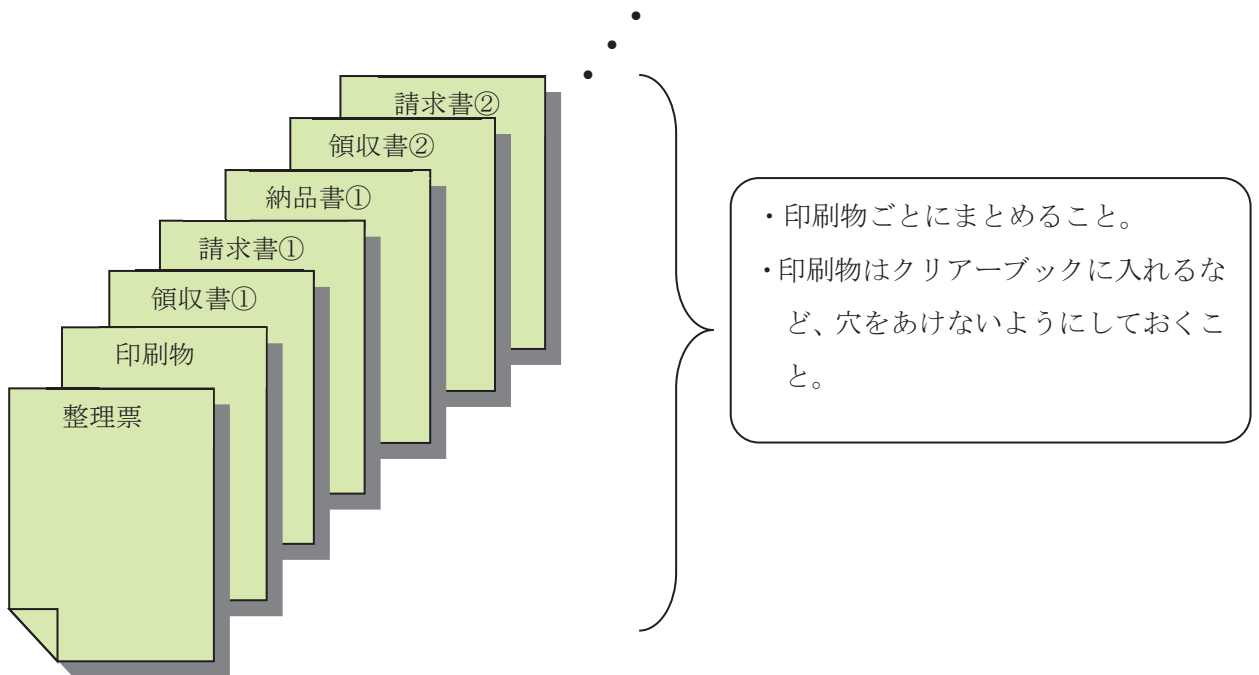 請求書②
領収書②
納品書①
請求書①
領収書①
印刷物
整理票
・印刷物ごとにまとめること。
・印刷物はクリアーブックに入れるな
ど、穴をあけないようにしておくこ
と。